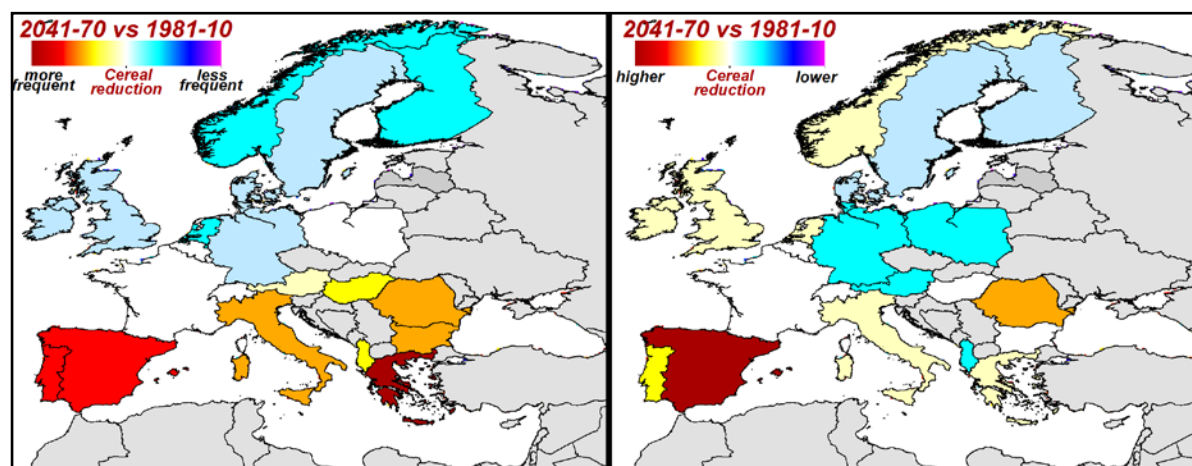 2041-70 vs 1981-10
more frequent
Cereal reduction
less frequent
2041-70 vs 1981-10
higher
Cereal reduction
lower